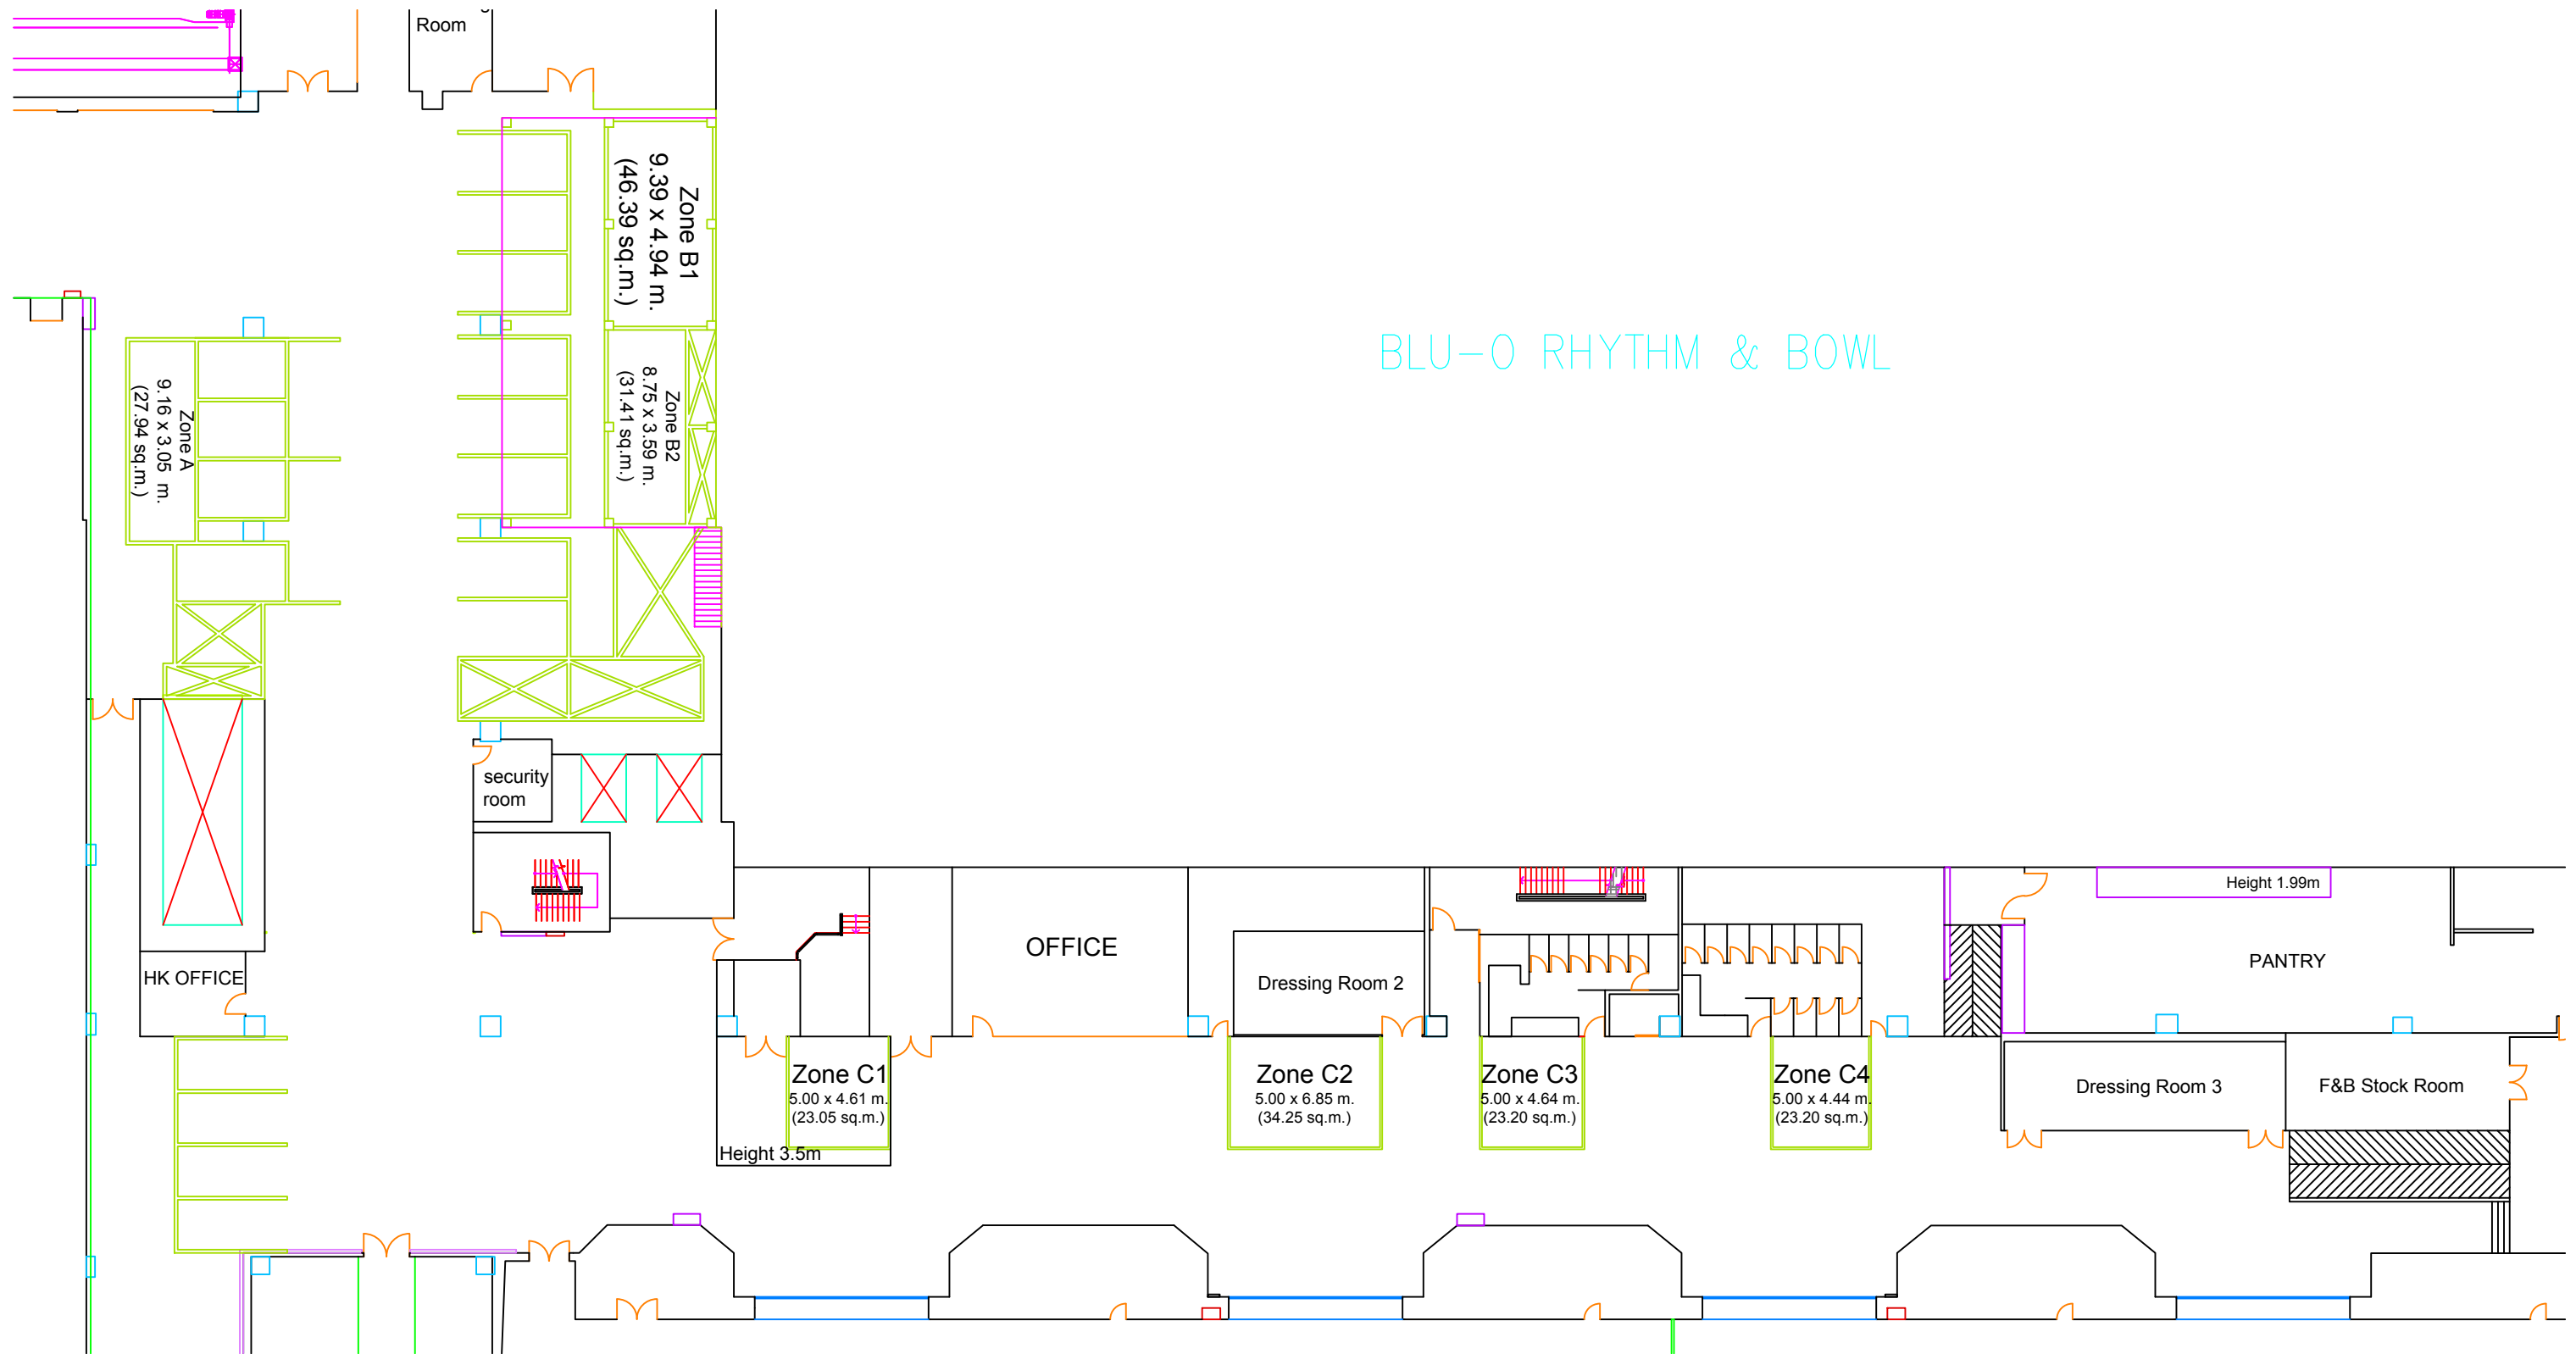 Room
Zone B1
9.39 x 4.94 m.
(46.39 sq.m.)
BLU-O RHYTHM & BOWL
Zone A
9.16 x 3.05 m.
(27.94 sq.m.)
Zone B2
8.75 x 3.59 m.
(31.41 sq.m.)
security
room
Height 1.99m
OFFICE
HK OFFICE
Dressing Room 2
PANTRY
Zone C1
5.00 x 4.61 m.
(23.05 sq.m.)
Height 3.5m
Zone C2
5.00 x 6.85 m.
(34.25 sq.m.)
Zone C3
5.00 x 4.64 m.
(23.20 sq.m.)
Zone C4
5.00 x 4.44 m.
(23.20 sq.m.)
Dressing Room 3
F&B Stock Room